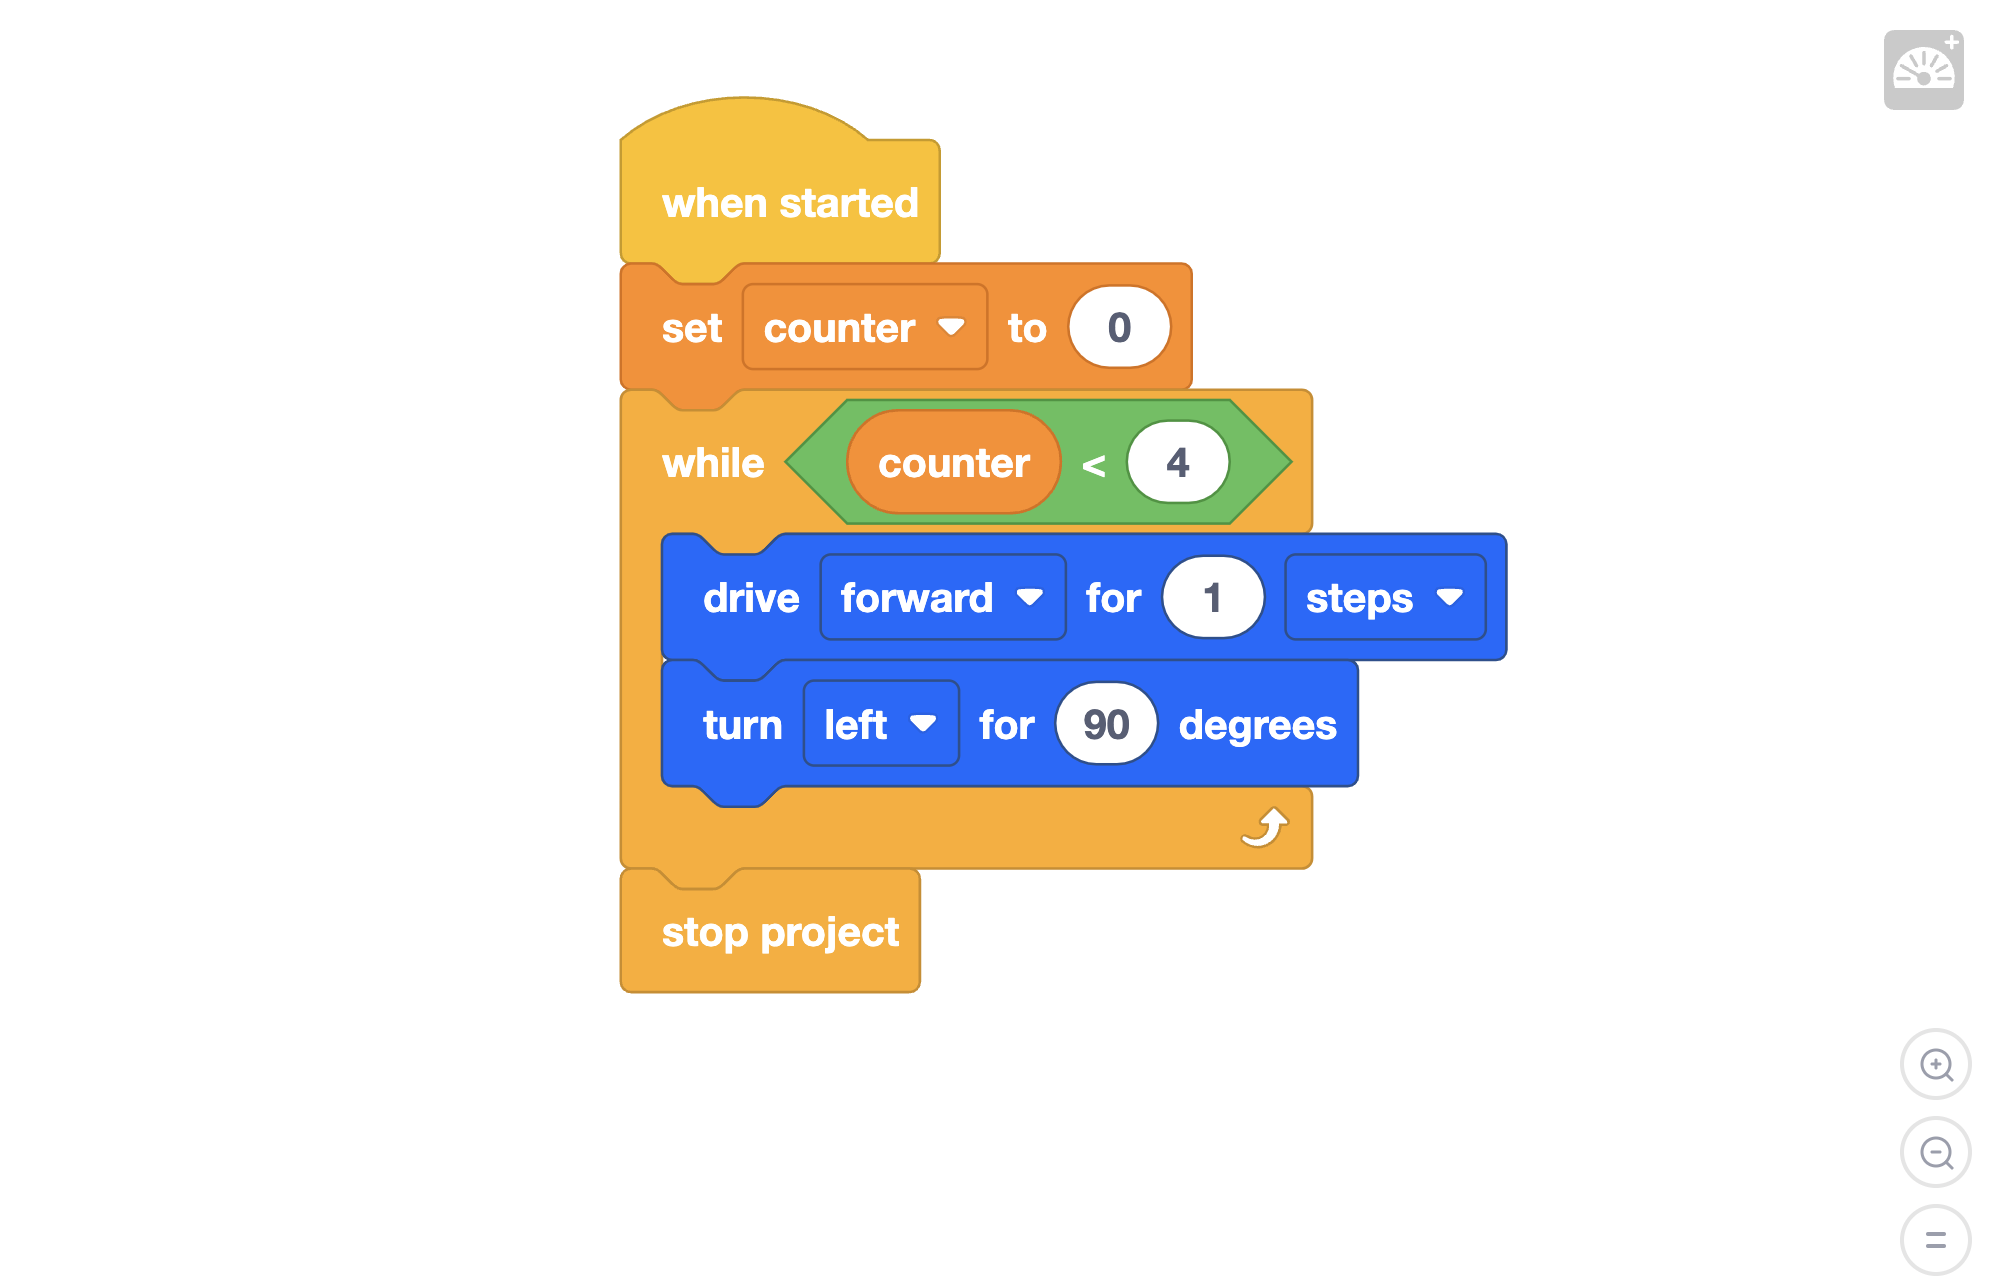 when started
set counter to 0
while counter < 4
drive forward for 1 steps
turn left for 90 degrees
stop project